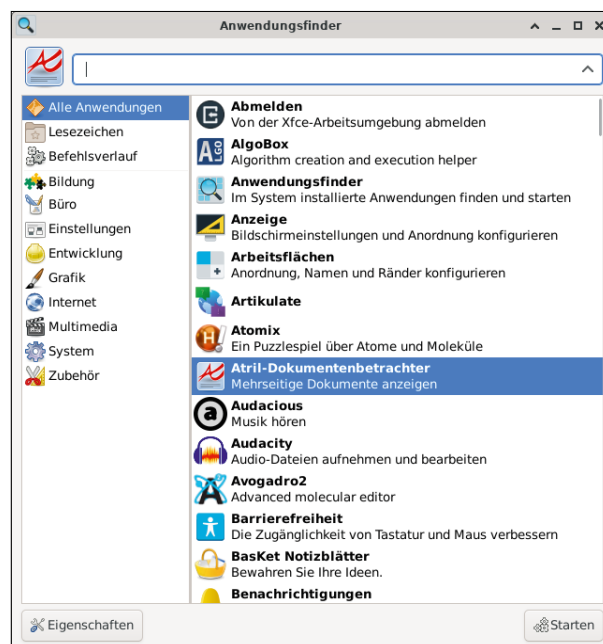 Anwendungsfinder
Alle Anwendungen
Lesezeichen
Befehlsverlauf
Bildung
Büro
Einstellungen
Entwicklung
Grafik
Internet
Multimedia
System
Zubehör
Abmelden
Von der Xfce-Arbeitsumgebung abmelden
ALGO
AlgoBox
Algorithm creation and execution helper
Anwendungsfinder
Im System installierte Anwendungen finden und starten
Anzeige
Bildschirmeinstellungen und Anordnung konfigurieren
Arbeitsflächen
Anordnung, Namen und Ränder konfigurieren
Artikulate
Atomix
Ein Puzzlespiel über Atome und Moleküle
Atril-Dokumentenbetrachter
Mehrseitige Dokumente anzeigen
a
Audacious
Musik hören
Audacity
Audio-Dateien aufnehmen und bearbeiten
Avogadro2
Advanced molecular editor
Barrierefreiheit
Die Zugänglichkeit von Tastatur und Maus verbessern
BasKet Notizblätter
Bewahren Sie Ihre Ideen.
Benachrichtigungen
Eigenschaften
Starten